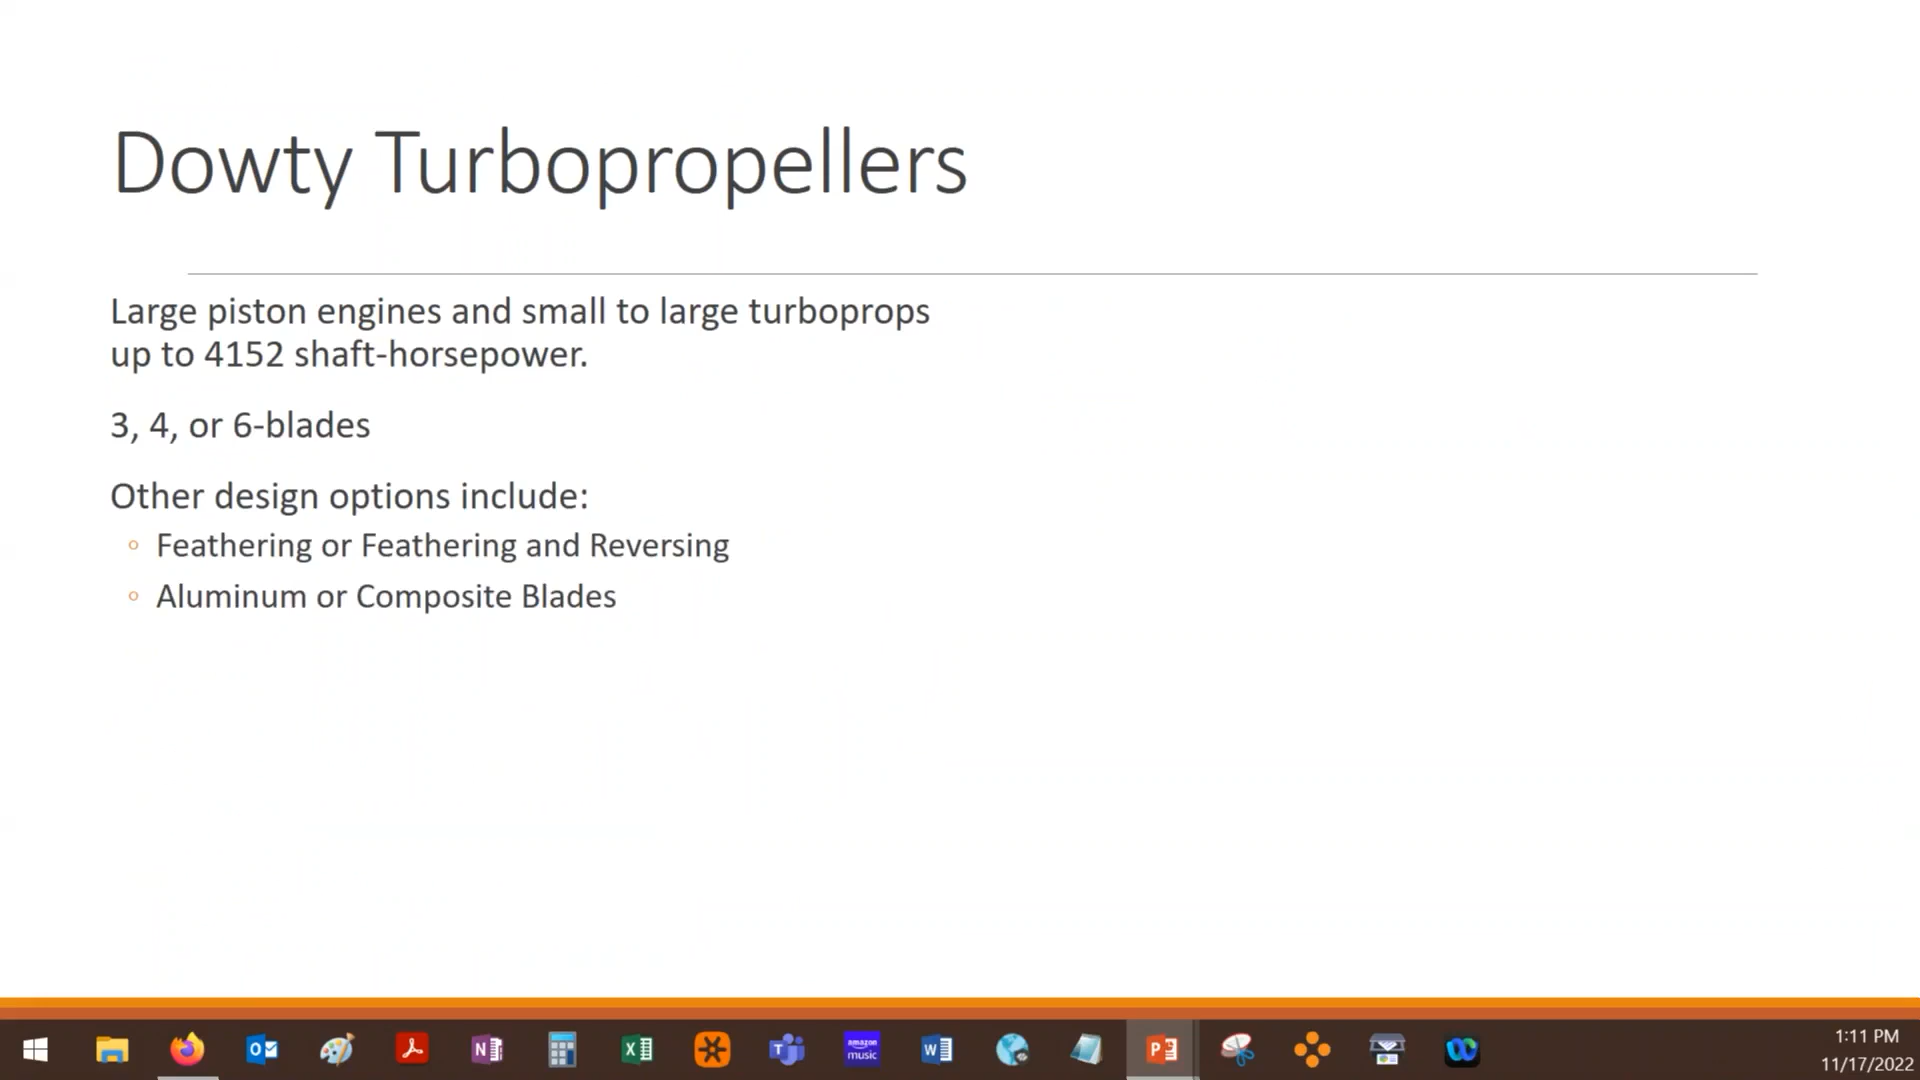 Dowty Turbopropellers
Large piston engines and small to large turboprops
up to 4152 shaft-horsepower.
3, 4, or 6-blades
Other design options include:
◦ Feathering or Feathering and Reversing
◦ Aluminum or Composite Blades
amazon
music
1:11 PM
11/17/2022